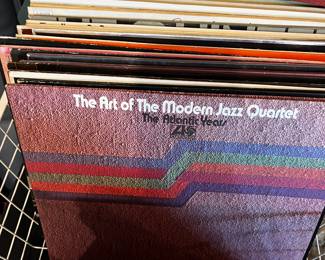 The Art of The Modern Jazz Quartet
The Atlantic Years